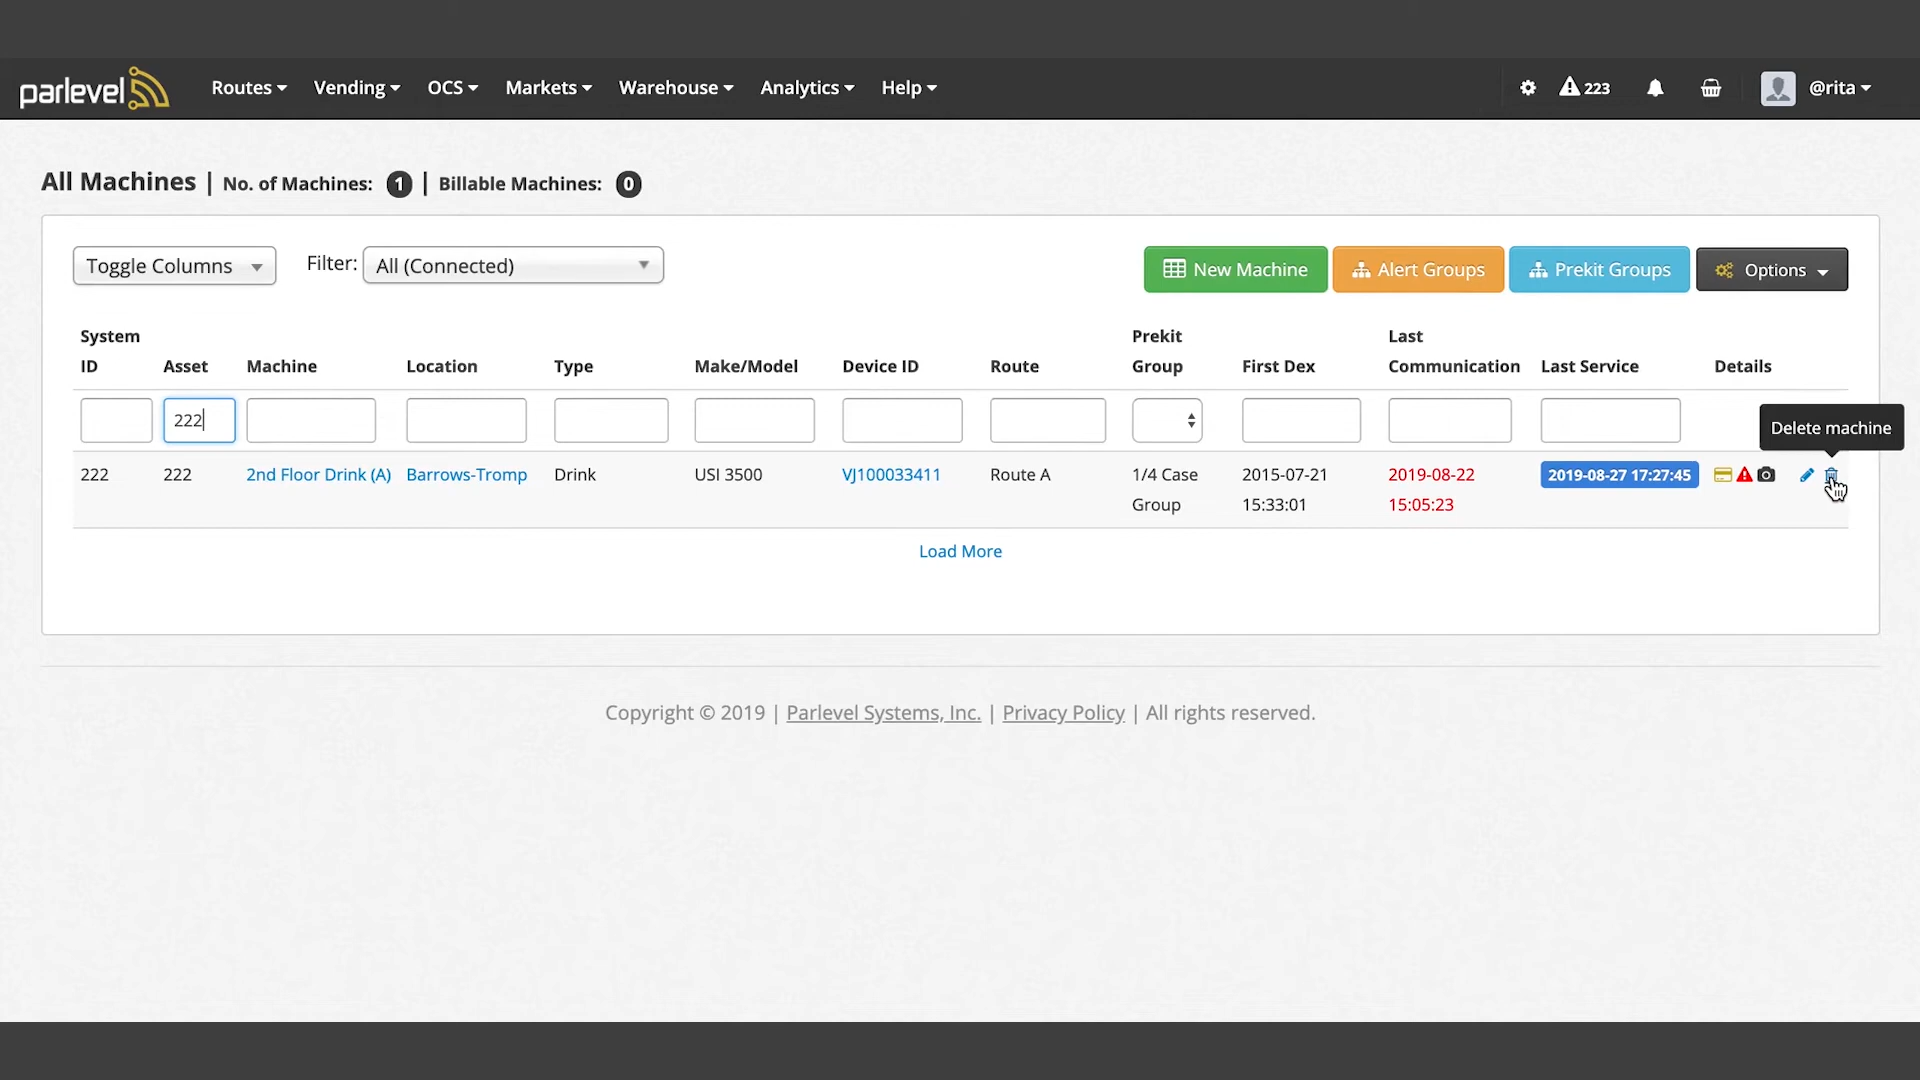 parlevel Routes Vending OCS Markets Warehouse Analytics Help 223 @rita
All Machines | No. of Machines: 1 | Billable Machines: 0
Toggle Columns Filter: All (Connected) New Machine Alert Groups Prekit Groups Options
System ID Asset Machine Location Type Make/Model Device ID Route Prekit Group First Dex Last Communication Last Service Details
222
Delete machine
222 222 2nd Floor Drink (A) Barrows-Tromp Drink USI 3500 VJ100033411 Route A 1/4 Case Group 2015-07-21 15:33:01 2019-08-22 15:05:23 2019-08-27 17:27:45
Load More
Copyright © 2019 | Parlevel Systems, Inc. | Privacy Policy | All rights reserved.